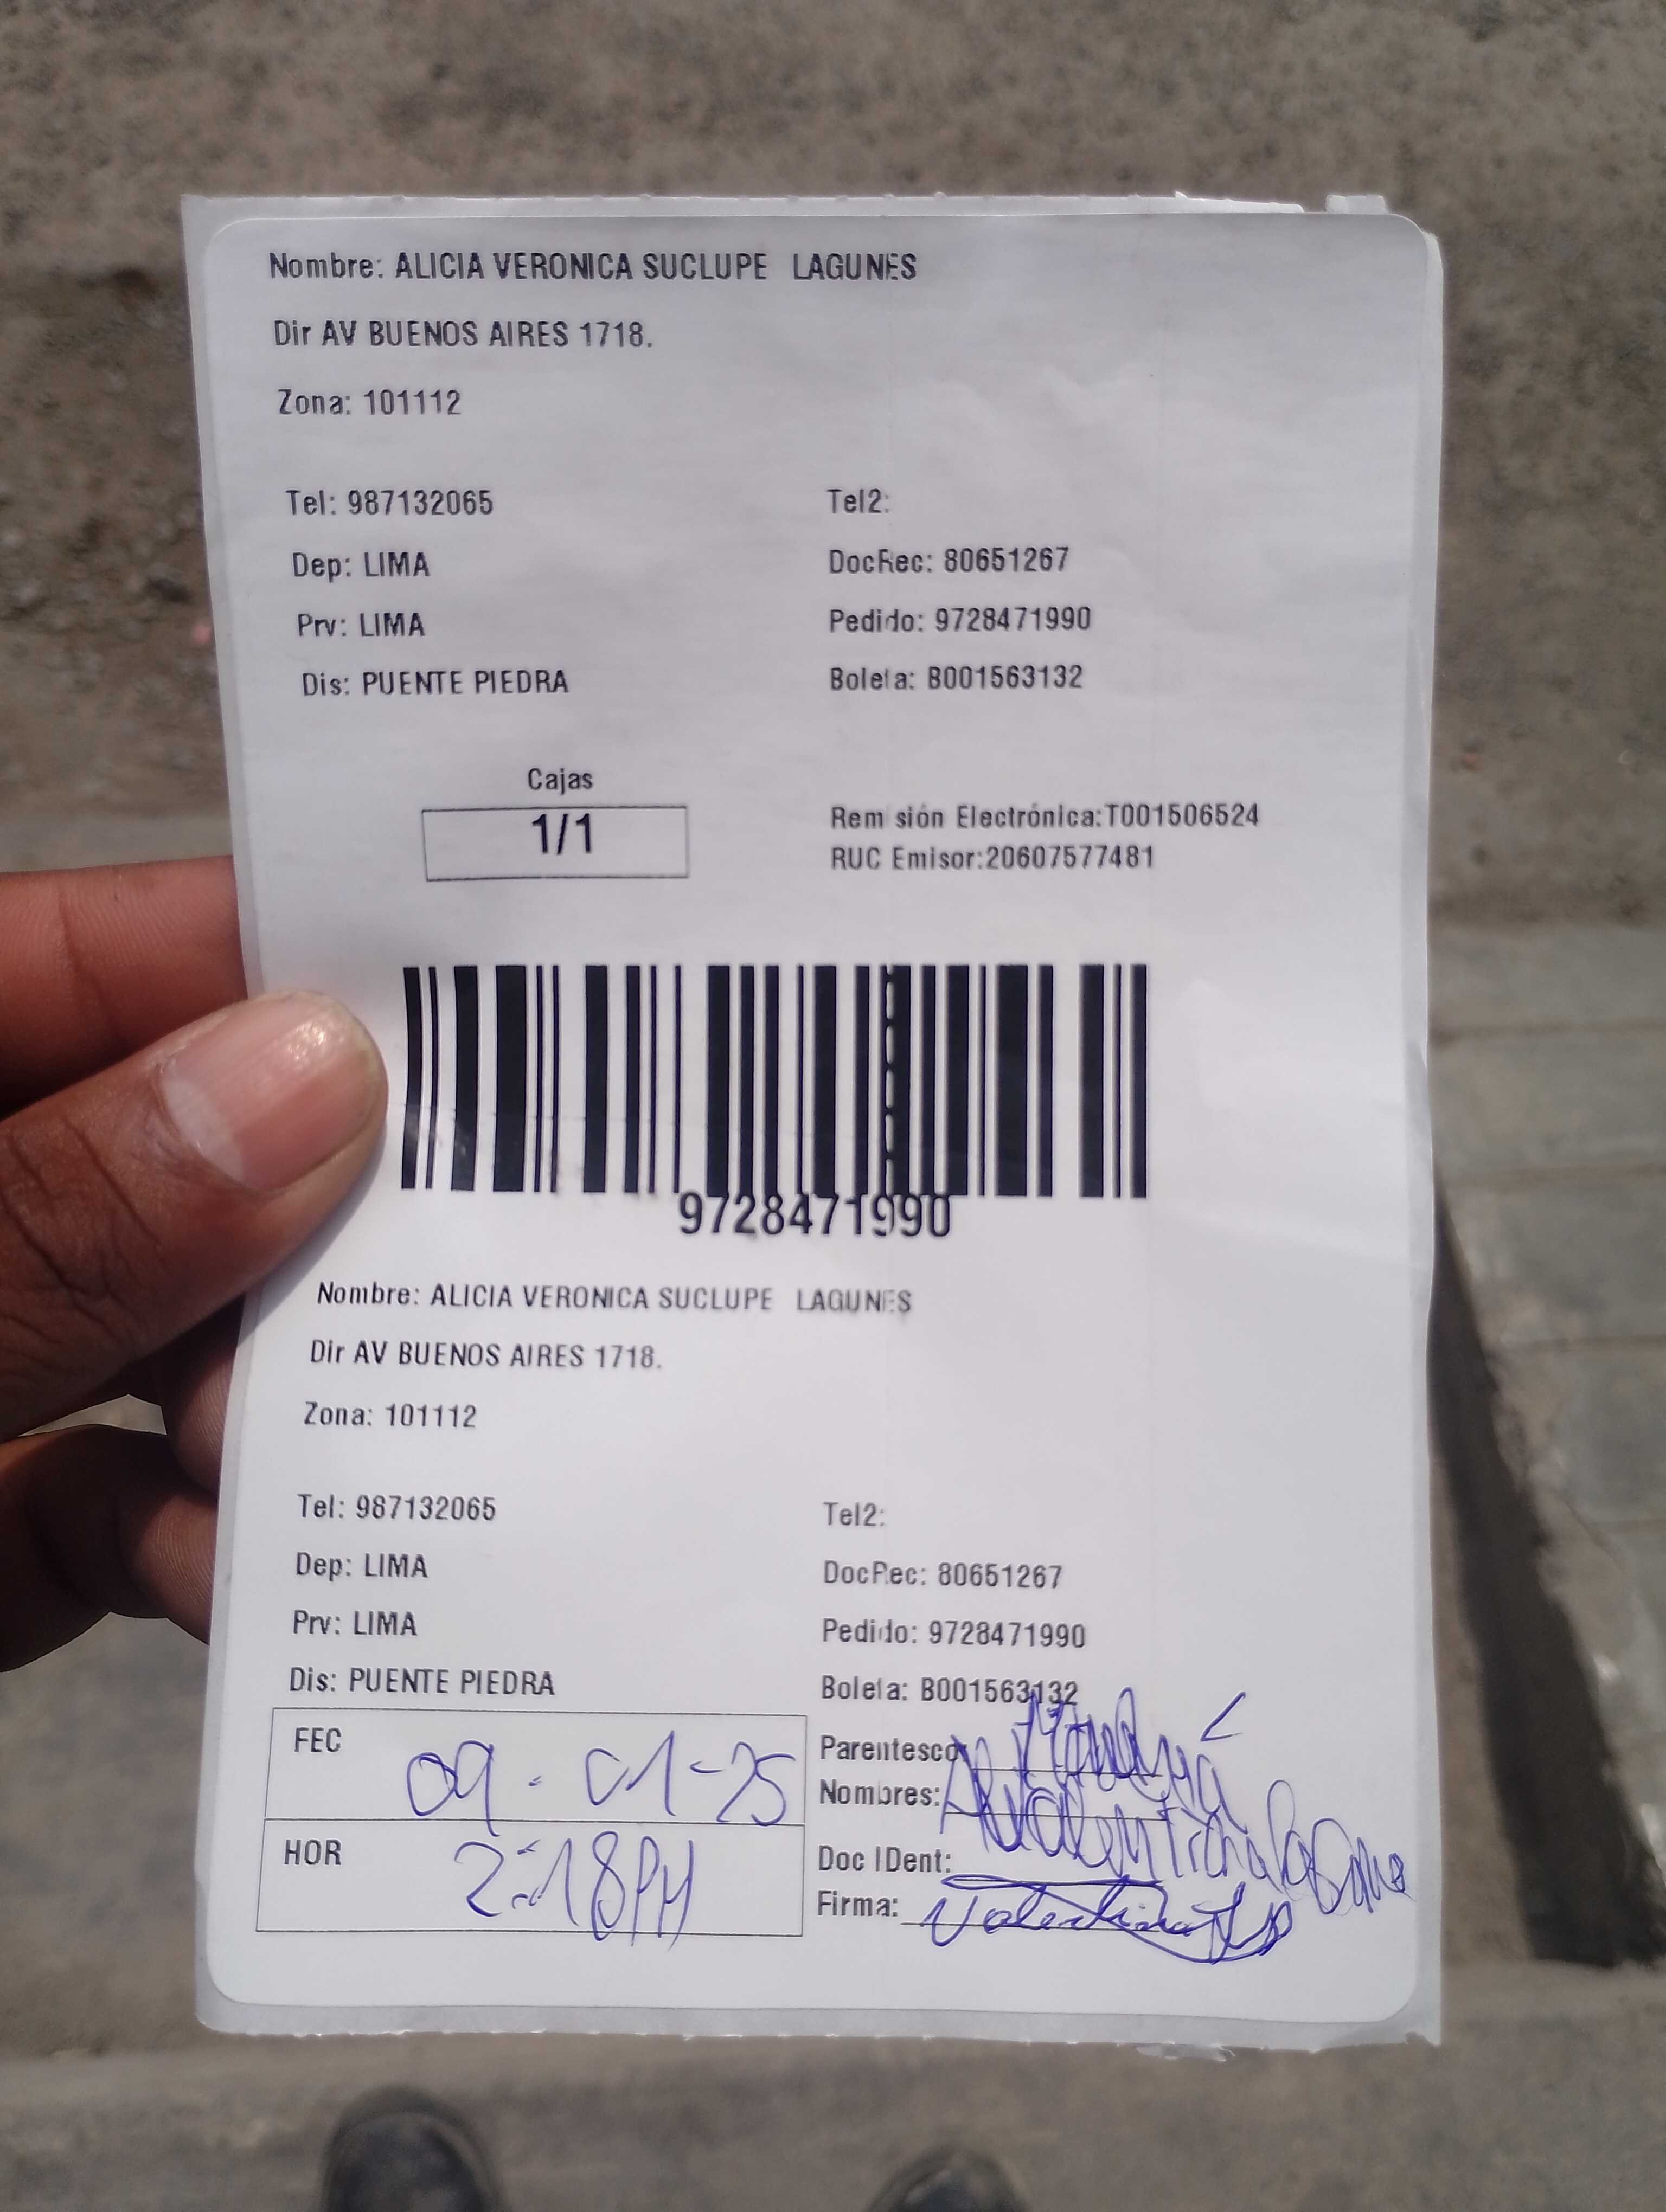 Nombre: ALICIA VERONICA SUCLUPE LAGUNES
Dir AV BUENOS AIRES 1718.
Zona: 101112
Tel: 987132065 Tel2:
Dep: LIMA DocRec: 80651267
Prv: LIMA Pedido: 9728471990
Dis: PUENTE PIEDRA Boleta: B001563132
Cajas
1/1
Remisión Electrónica:T001506524
RUC Emisor:20607577481
9728471990
Nombre: ALICIA VERONICA SUCLUPE LAGUNES
Dir AV BUENOS AIRES 1718.
Zona: 101112
Tel: 987132065 Tel2:
Dep: LIMA DocRec: 80651267
Prv: LIMA Pedido: 9728471990
Dis: PUENTE PIEDRA Boleta: B001563132
FEC 09-01-25 Parentesco:
Nombres: Valentina
HOR 2:18PM Doc IDent:
Firma: Valentina